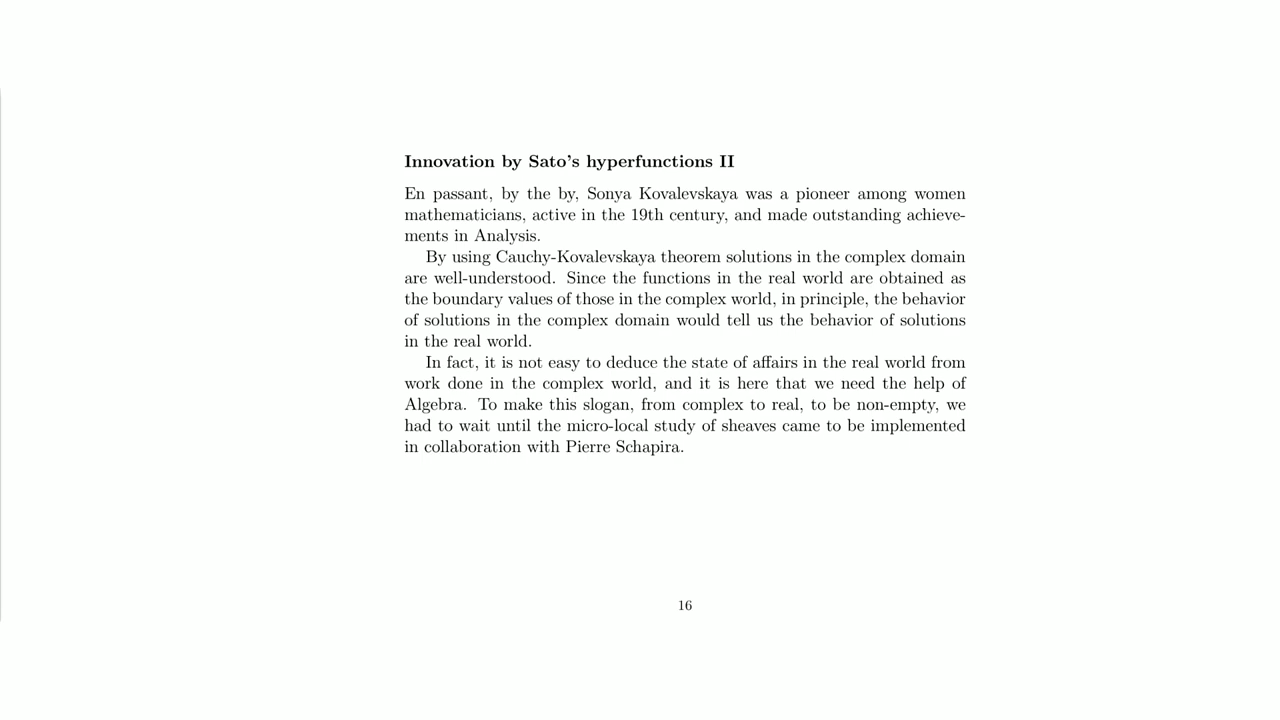 Innovation by Sato's hyperfunctions II
En passant, by the by, Sonya Kovalevskaya was a pioneer among women
mathematicians, active in the 19th century, and made outstanding achieve-
ments in Analysis.
By using Cauchy-Kovalevskaya theorem solutions in the complex domain
are well-understood. Since the functions in the real world are obtained as
the boundary values of those in the complex world, in principle, the behavior
of solutions in the complex domain would tell us the behavior of solutions
in the real world.
In fact, it is not easy to deduce the state of affairs in the real world from
work done in the complex world, and it is here that we need the help of
Algebra. To make this slogan, from complex to real, to be non-empty, we
had to wait until the micro-local study of sheaves came to be implemented
in collaboration with Pierre Schapira.
16